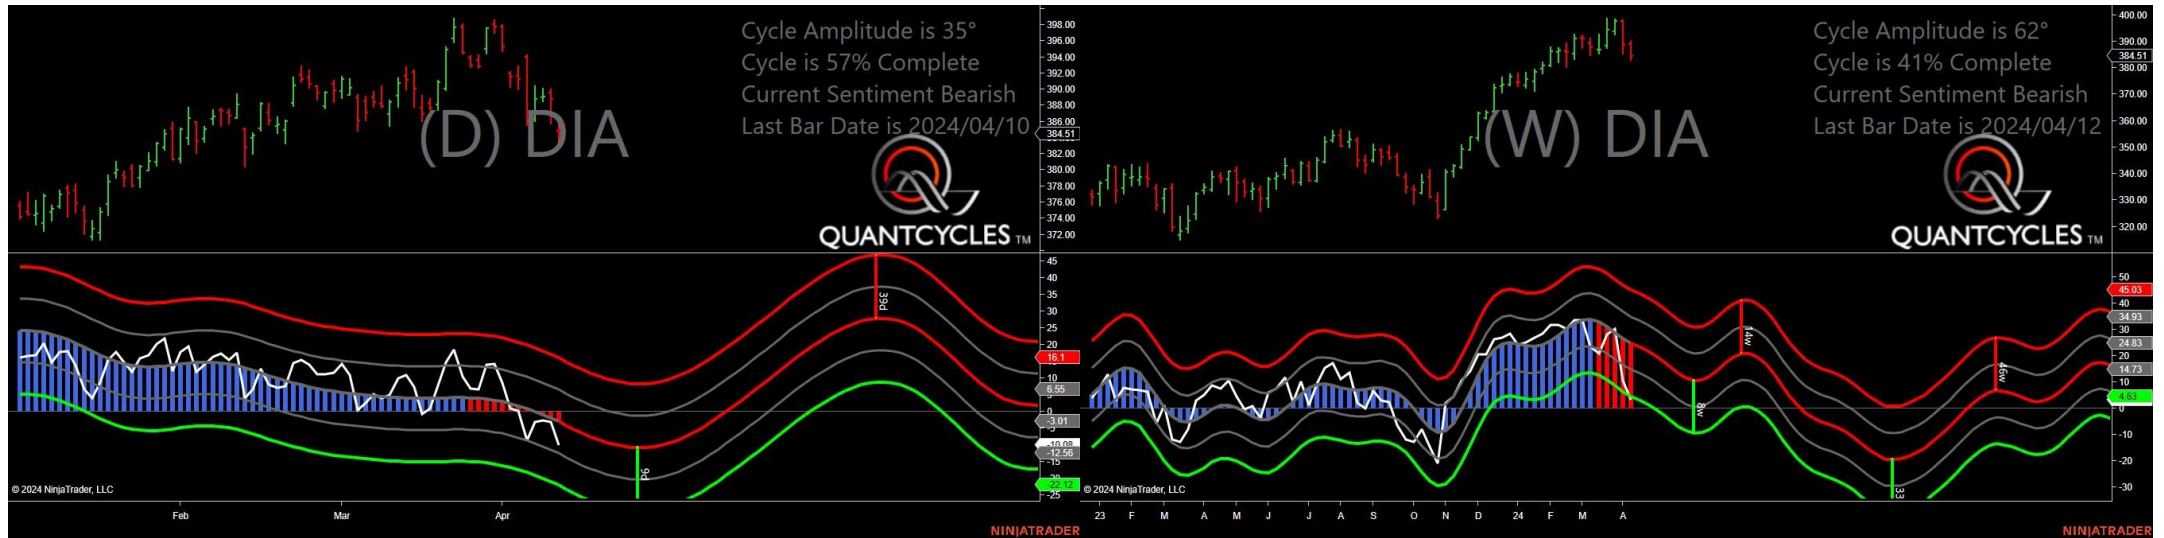 Cycle Amplitude is 35°
Cycle is 57% Complete
Current Sentiment Bearish
Last Bar Date is 2024/04/10
(D) DIA
QUANTCYCLES TM
398.00
396.00
394.00
392.00
390.00
388.00
386.00
384.51
382.00
380.00
378.00
376.00
374.00
372.00
45
40
35
30
25
20
16.1
10
6.55
0
-3.01
-10.08
-12.56
-15
-22.12
-25
39d
9d
© 2024 NinjaTrader, LLC
Feb Mar Apr
NINJATRADER
Cycle Amplitude is 62°
Cycle is 41% Complete
Current Sentiment Bearish
Last Bar Date is 2024/04/12
(W) DIA
QUANTCYCLES TM
400.00
390.00
384.51
380.00
370.00
360.00
350.00
340.00
330.00
320.00
50
45.03
40
34.93
30
24.83
20
14.73
10
4.63
0
-10
-20
-30
14w
8w
46w
33
© 2024 NinjaTrader, LLC
23 F M A M J J A S O N D 24 F M A
NINJATRADER